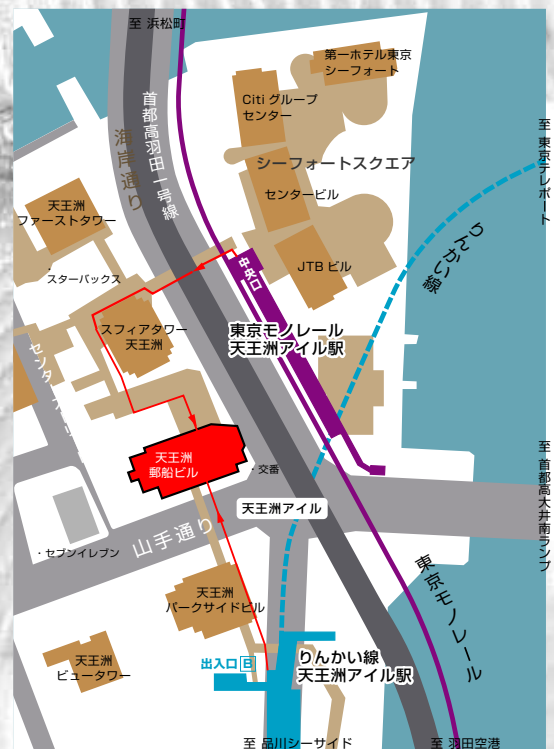 至 浜松町
首都高羽田一号線
海岸通り
第一ホテル東京
シーフォート
Citi グループ
センター
シーフォートスクエア
センタービル
JTB ビル
至 東京テレポート
りんかい線
天王洲
ファーストタワー
・
スターバックス
中央口
東京モノレール
天王洲アイル駅
スフィアタワー
天王洲
天王洲
郵船ビル
・交番
天王洲アイル
山手通り
・セブンイレブン
至 首都高大井南ランプ
東京モノレール
天王洲
パークサイドビル
天王洲
ビュータワー
出入口 B
りんかい線
天王洲アイル駅
至 品川シーサイド
至 羽田空港